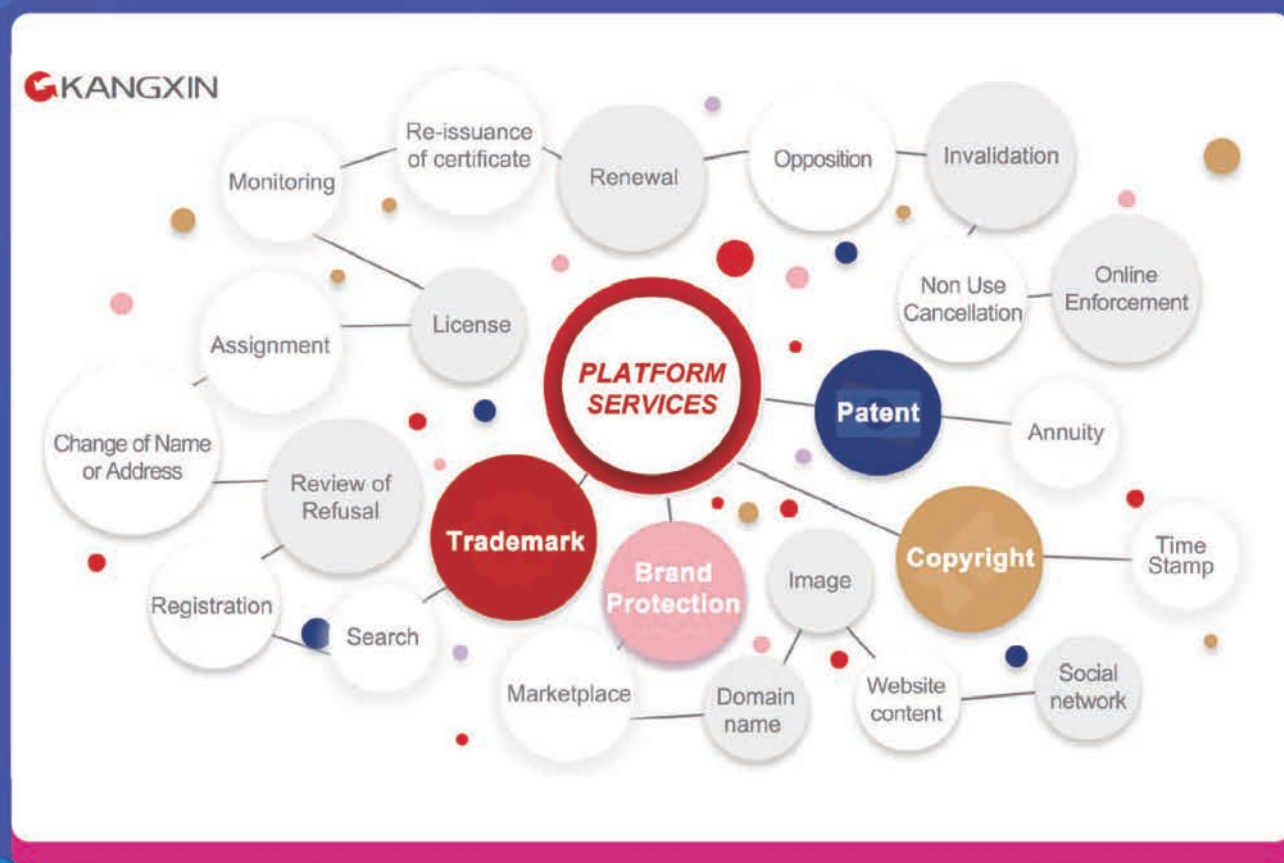 KANGXIN
Re-issuance
of certificate
Monitoring
Renewal
Opposition
Invalidation
Non Use
Cancellation
Online
Enforcement
License
Assignment
PLATFORM
SERVICES
Patent
Annuity
Change of Name
or Address
Review of
Refusal
Trademark
Brand
Protection
Image
Copyright
Time
Stamp
Registration
Search
Marketplace
Domain
name
Website
content
Social
network